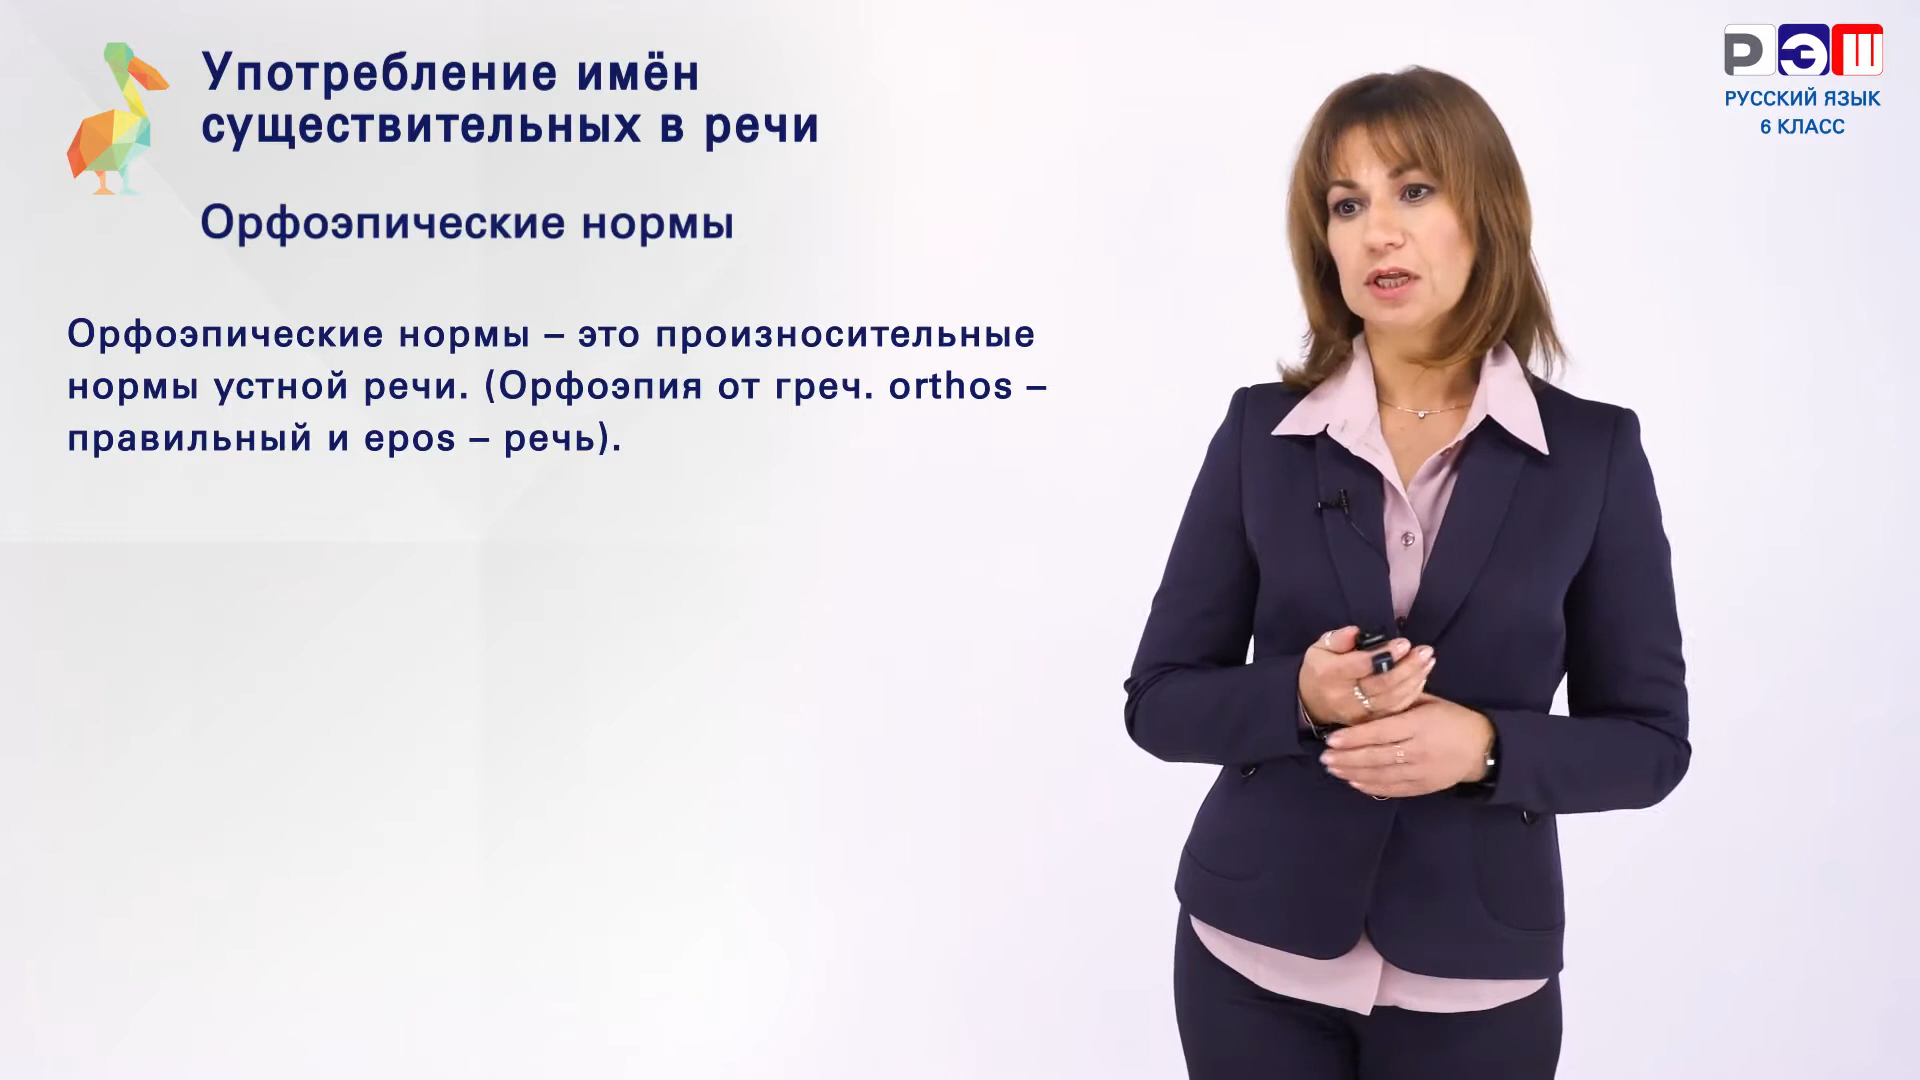 Употребление имён
существительных в речи
Орфоэпические нормы
Орфоэпические нормы – это произносительные
нормы устной речи. (Орфоэпия от греч. orthos –
правильный и epos – речь).
РЭШ
РУССКИЙ ЯЗЫК
6 КЛАСС